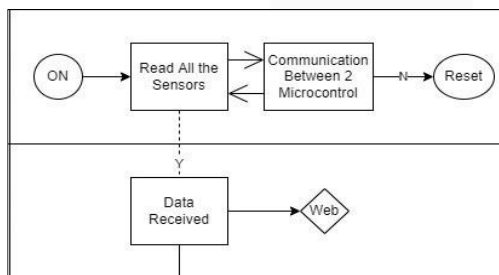 ON
Read All the
Sensors
Communication
Between 2
Microcontrol
N
Reset
Y
Data
Received
Web